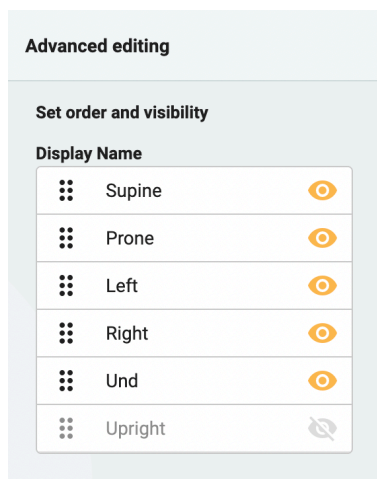 Advanced editing
Set order and visibility
Display Name
Supine
Prone
Left
Right
Und
Upright